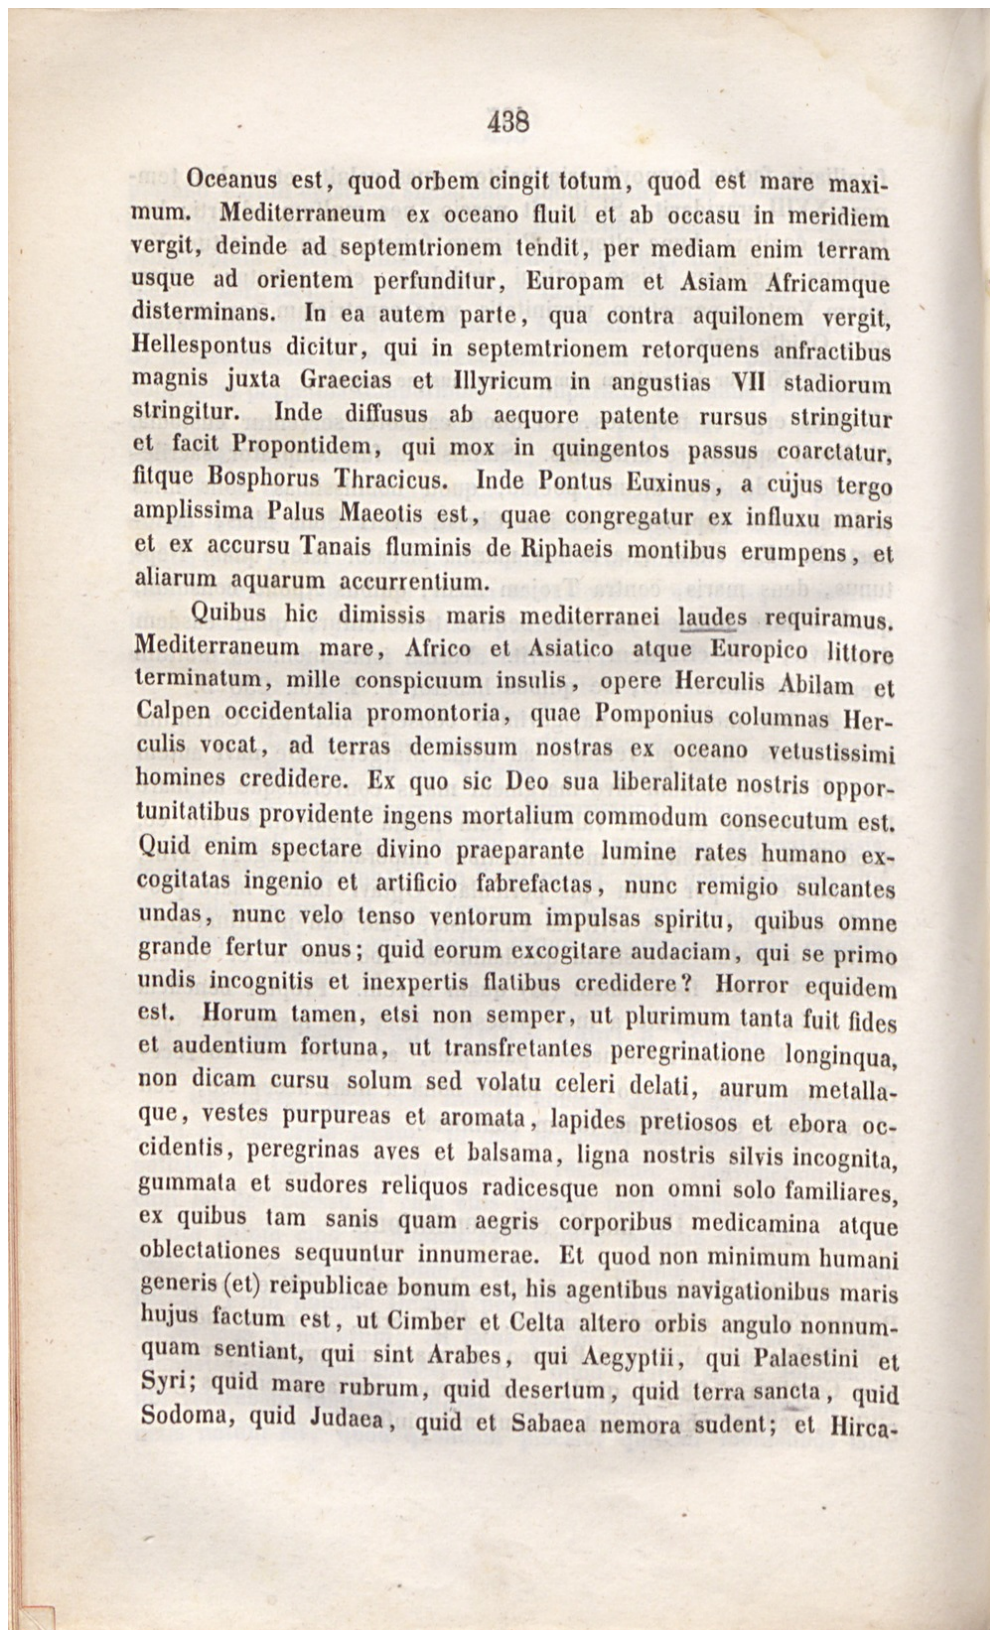 438
Oceanus est, quod orbem cingit totum, quod est mare maxi-
mum. Mediterraneum ex oceano fluit et ab occasu in meridiem
vergit, deinde ad septemtrionem tendit, per mediam enim terram
usque ad orientem perfunditur, Europam et Asiam Africamque
disterminans. In ea autem parte, qua contra aquilonem vergit,
Hellespontus dicitur, qui in septemtrionem retorquens anfractibus
magnis juxta Graecias et Illyricum in angustias VII stadiorum
stringitur. Inde diffusus ab aequore patente rursus stringitur
et facit Propontidem, qui mox in quingentos passus coarctatur,
fitque Bosphorus Thracicus. Inde Pontus Euxinus, a cujus tergo
amplissima Palus Maeotis est, quae congregatur ex influxu maris
et ex accursu Tanais fluminis de Riphaeis montibus erumpens, et
aliarum aquarum accurrentium.
Quibus hic dimissis maris mediterranei laudes requiramus.
Mediterraneum mare, Africo et Asiatico atque Europico littore
terminatum, mille conspicuum insulis, opere Herculis Abilam et
Calpen occidentalia promontoria, quae Pomponius columnas Her-
culis vocat, ad terras demissum nostras ex oceano vetustissimi
homines credidere. Ex quo sic Deo sua liberalitate nostris oppor-
tunitatibus providente ingens mortalium commodum consecutum est.
Quid enim spectare divino praeparante lumine rates humano ex-
cogitatas ingenio et artificio fabrefactas, nunc remigio sulcantes
undas, nunc velo tenso ventorum impulsas spiritu, quibus omne
grande fertur onus; quid eorum excogitare audaciam, qui se primo
undis incognitis et inexpertis flatibus credidere? Horror equidem
est. Horum tamen, etsi non semper, ut plurimum tanta fuit fides
et audentium fortuna, ut transfretantes peregrinatione longinqua,
non dicam cursu solum sed volatu celeri delati, aurum metalla-
que, vestes purpureas et aromata, lapides pretiosos et ebora oc-
cidentis, peregrinas aves et balsama, ligna nostris silvis incognita,
gummata et sudores reliquos radicesque non omni solo familiares,
ex quibus tam sanis quam aegris corporibus medicamina atque
oblectationes sequuntur innumerae. Et quod non minimum humani
generis (et) reipublicae bonum est, his agentibus navigationibus maris
hujus factum est, ut Cimber et Celta altero orbis angulo nonnum-
quam sentiant, qui sint Arabes, qui Aegyptii, qui Palaestini et
Syri; quid mare rubrum, quid desertum, quid terra sancta, quid
Sodoma, quid Judaea, quid et Sabaea nemora sudent; et Hirca-